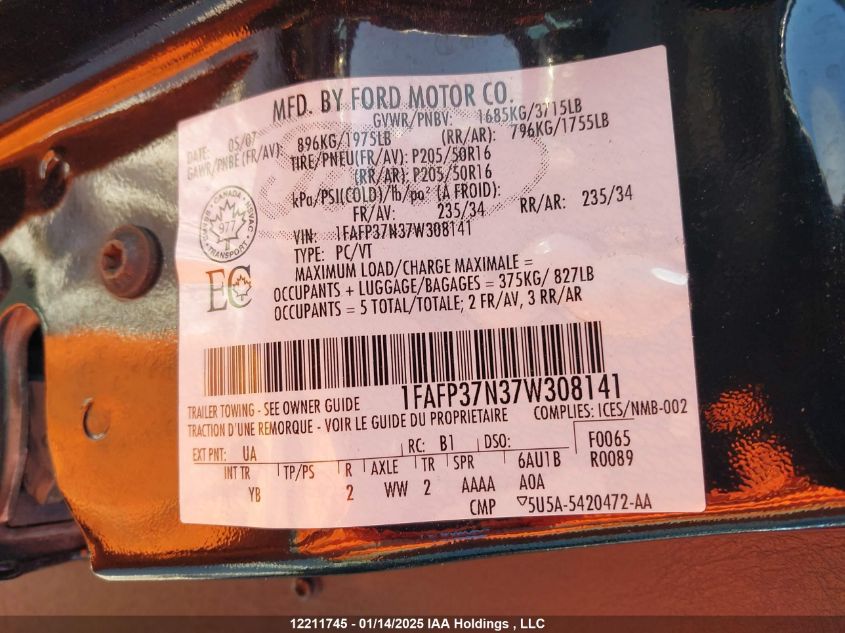 MFD. BY FORD MOTOR CO.
DATE: 05/07 GVWR/PNBV: 1685KG/3715LB
GAWR/PNBE (FR/AV): 896KG/1975LB (RR/AR): 796KG/1755LB
TIRE/PNEU(FR/AV): P205/50R16
(RR/AR): P205/50R16
kPa/PSI(COLD)/lb/po² (A FROID):
FR/AV: 235/34 RR/AR: 235/34
VIN: 1FAFP37N37W308141
TYPE: PC/VT
MAXIMUM LOAD/CHARGE MAXIMALE =
OCCUPANTS + LUGGAGE/BAGAGES = 375KG/ 827LB
OCCUPANTS = 5 TOTAL/TOTALE; 2 FR/AV, 3 RR/AR
CANADA
977
TRANSPORT
EC
1FAFP37N37W308141
TRAILER TOWING - SEE OWNER GUIDE COMPLIES: ICES/NMB-002
TRACTION D'UNE REMORQUE - VOIR LE GUIDE DU PROPRIETAIRE
EXT PNT: UA RC: B1 DSO: F0065
INT TR TP/PS R AXLE TR SPR 6AU1B R0089
YB 2 WW 2 AAAA A0A
CMP ▽5U5A-5420472-AA
12211745 - 01/14/2025 IAA Holdings , LLC